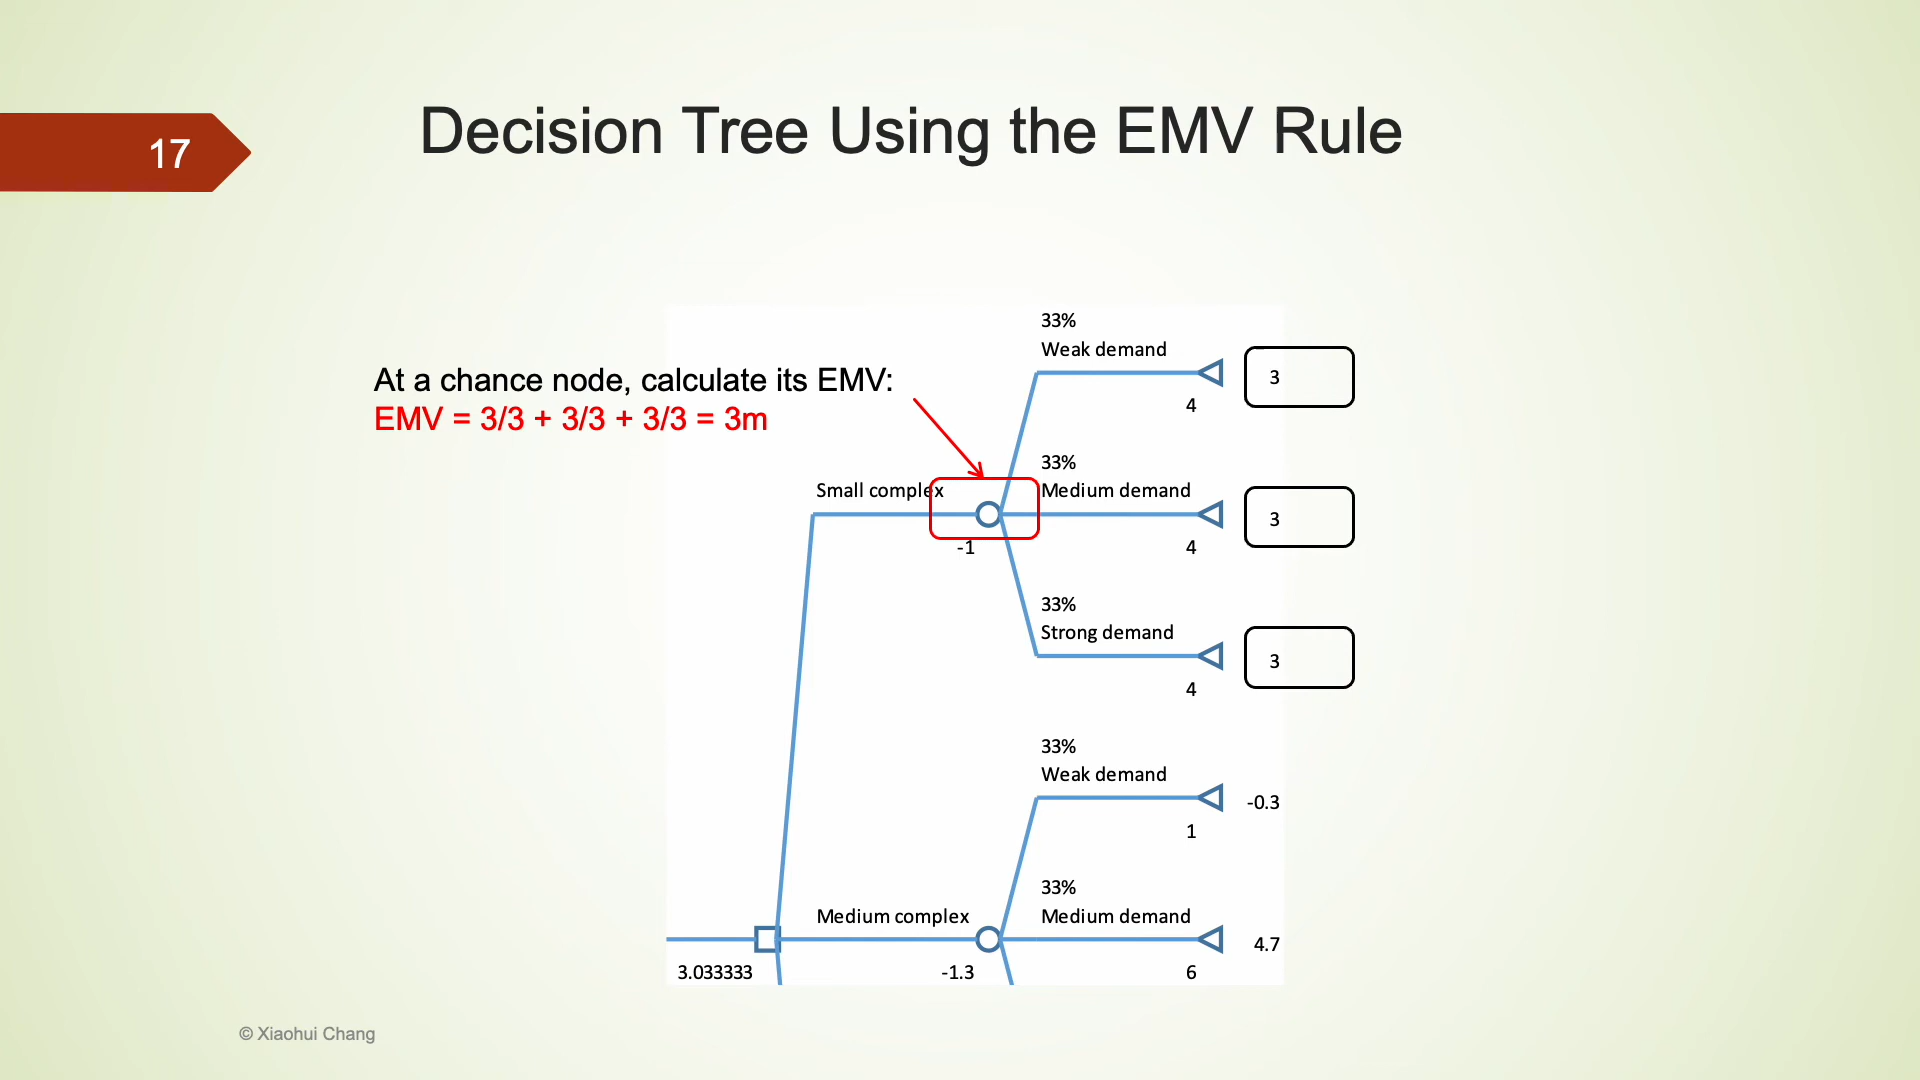 17
Decision Tree Using the EMV Rule
At a chance node, calculate its EMV:
EMV = 3/3 + 3/3 + 3/3 = 3m
33%
Weak demand
3
4
33%
Small complex
Medium demand
3
-1
4
33%
Strong demand
3
4
33%
Weak demand
-0.3
1
33%
Medium complex
Medium demand
4.7
3.033333
-1.3
6
© Xiaohui Chang